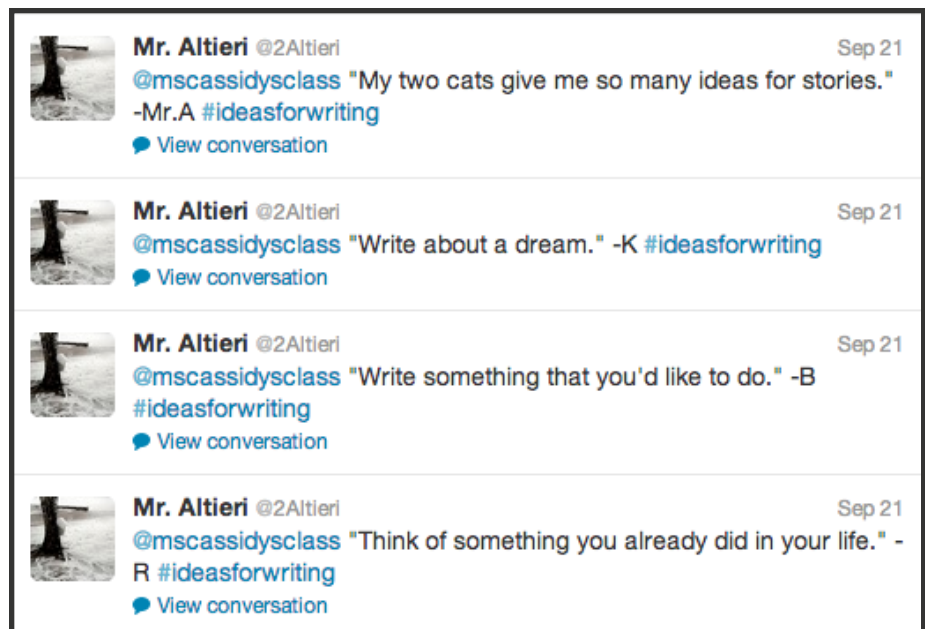 Mr. Altieri @2Altieri Sep 21
@mscassidysclass "My two cats give me so many ideas for stories."
-Mr.A #ideasforwriting
View conversation
Mr. Altieri @2Altieri Sep 21
@mscassidysclass "Write about a dream." -K #ideasforwriting
View conversation
Mr. Altieri @2Altieri Sep 21
@mscassidysclass "Write something that you'd like to do." -B
#ideasforwriting
View conversation
Mr. Altieri @2Altieri Sep 21
@mscassidysclass "Think of something you already did in your life." -
R #ideasforwriting
View conversation